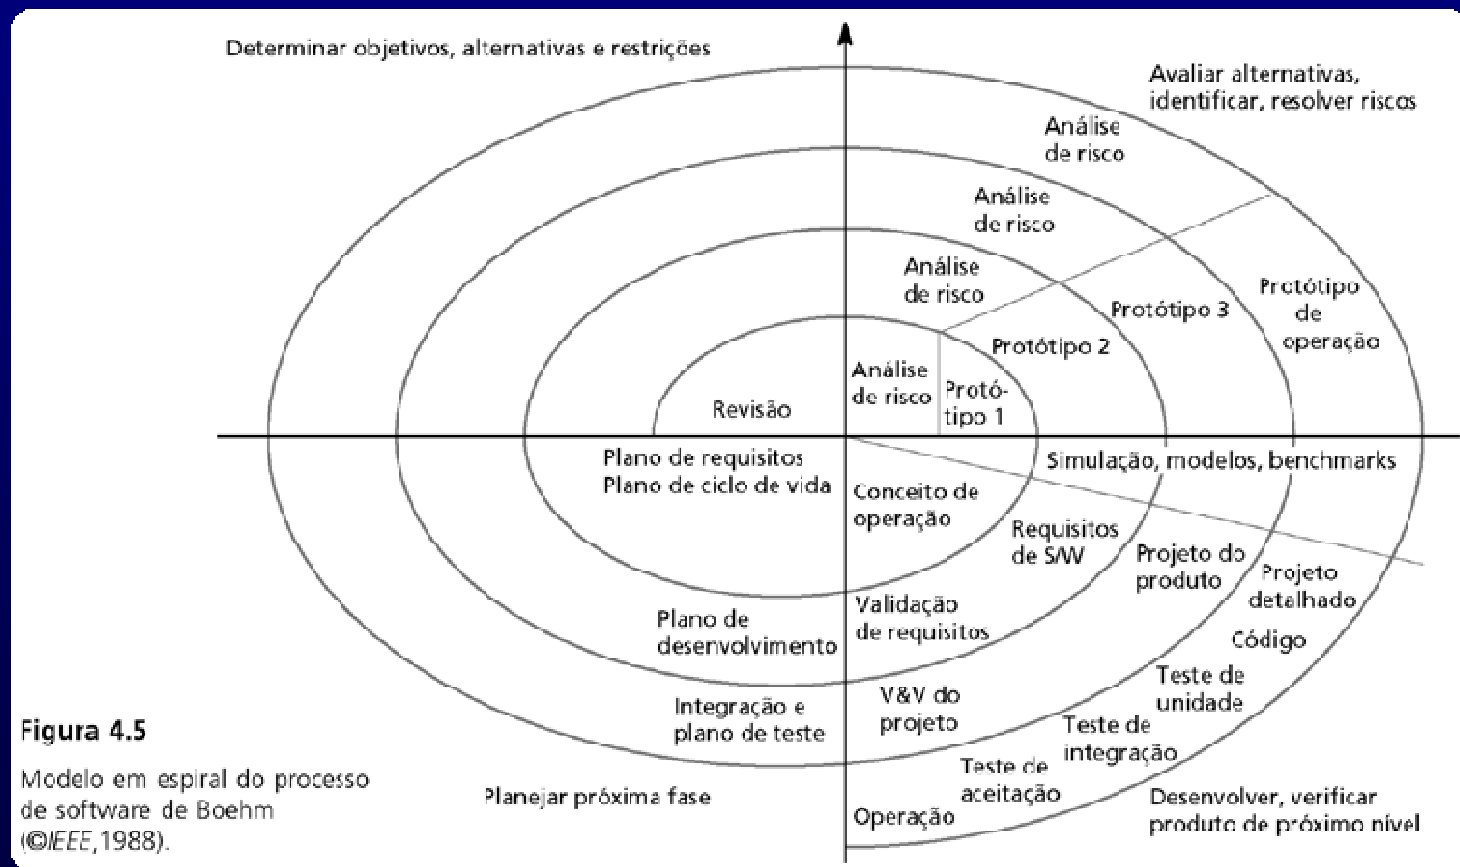 Determinar objetivos, alternativas e restrições
Avaliar alternativas,
identificar, resolver riscos
Análise
de risco
Análise
de risco
Análise
de risco
Protótipo
de
operação
Protótipo 3
Protótipo 2
Análise
de risco
Protó-
tipo 1
Revisão
Plano de requisitos
Plano de ciclo de vida
Simulação, modelos, benchmarks
Conceito de
operação
Requisitos
de S/W
Projeto do
produto
Projeto
detalhado
Plano de
desenvolvimento
Validação
de requisitos
Código
Teste de
unidade
Integração e
plano de teste
V&V do
projeto
Teste de
integração
Teste de
aceitação
Operação
Planejar próxima fase
Desenvolver, verificar
produto de próximo nível
Figura 4.5
Modelo em espiral do processo
de software de Boehm
(©IEEE,1988).